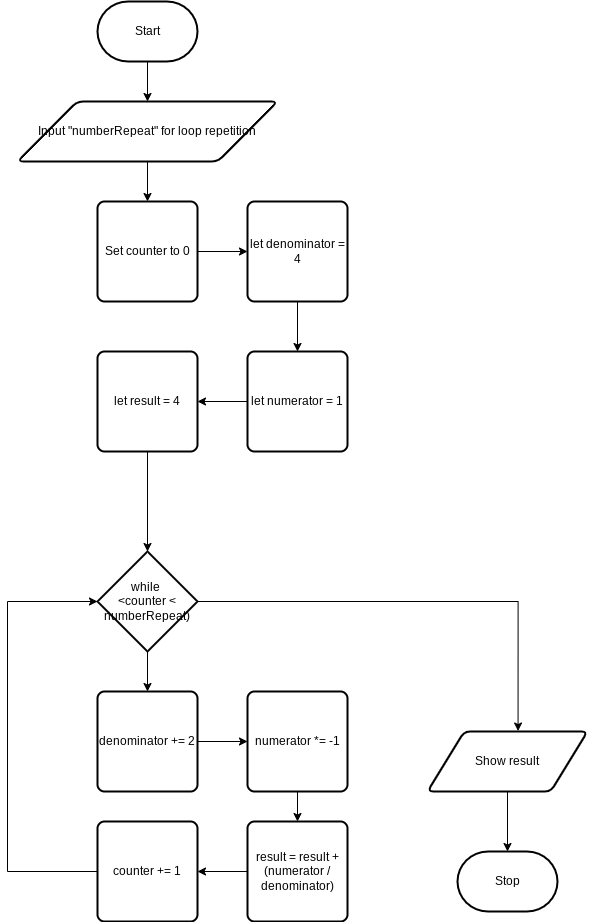 Start
Input "numberRepeat" for loop repetition
Set counter to 0
let denominator =
4
let result = 4
let numerator = 1
while
<counter <
numberRepeat)
denominator += 2
numerator *= -1
Show result
counter += 1
result = result +
(numerator /
denominator)
Stop